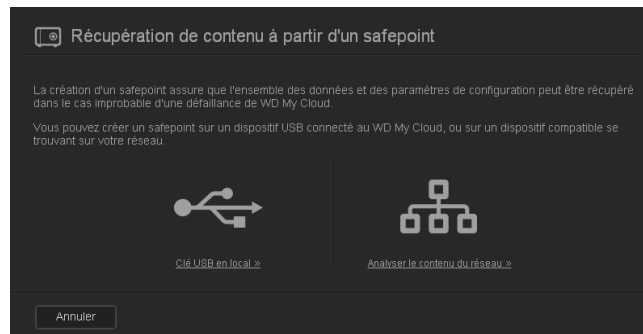 Récupération de contenu à partir d'un safepoint
La création d'un safepoint assure que l'ensemble des données et des paramètres de configuration peut être récupéré
dans le cas improbable d'une défaillance de WD My Cloud.
Vous pouvez créer un safepoint sur un dispositif USB connecté au WD My Cloud, ou sur un dispositif compatible se
trouvant sur votre réseau.
Clé USB en local »
Analyser le contenu du réseau »
Annuler